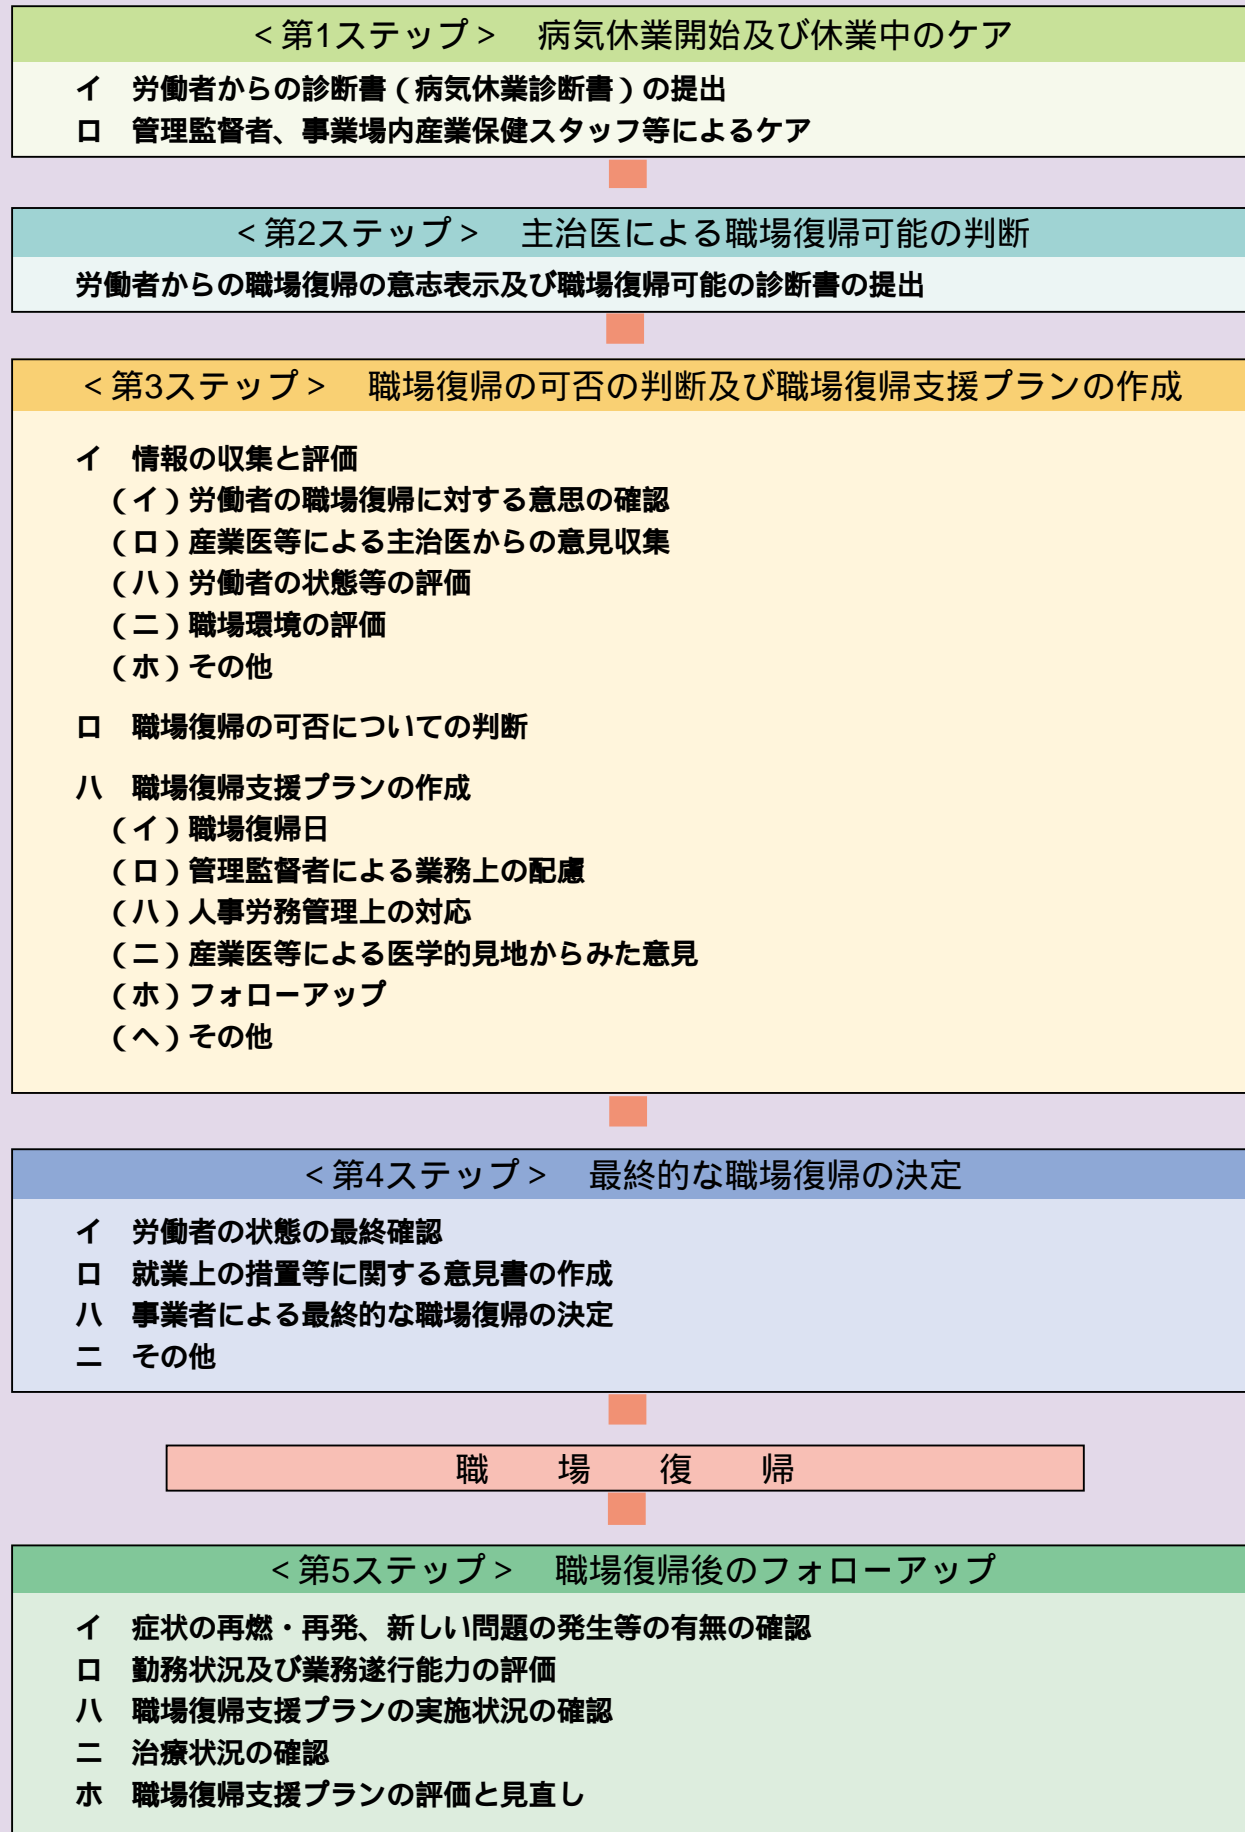 ＜第1ステップ＞　病気休業開始及び休業中のケア
イ　労働者からの診断書（病気休業診断書）の提出
ロ　管理監督者、事業場内産業保健スタッフ等によるケア
＜第2ステップ＞　主治医による職場復帰可能の判断
労働者からの職場復帰の意志表示及び職場復帰可能の診断書の提出
＜第3ステップ＞　職場復帰の可否の判断及び職場復帰支援プランの作成
イ　情報の収集と評価
（イ）労働者の職場復帰に対する意思の確認
（ロ）産業医等による主治医からの意見収集
（ハ）労働者の状態等の評価
（ニ）職場環境の評価
（ホ）その他
ロ　職場復帰の可否についての判断
ハ　職場復帰支援プランの作成
（イ）職場復帰日
（ロ）管理監督者による業務上の配慮
（ハ）人事労務管理上の対応
（ニ）産業医等による医学的見地からみた意見
（ホ）フォローアップ
（ヘ）その他
＜第4ステップ＞　最終的な職場復帰の決定
イ　労働者の状態の最終確認
ロ　就業上の措置等に関する意見書の作成
ハ　事業者による最終的な職場復帰の決定
ニ　その他
職　場　復　帰
＜第5ステップ＞　職場復帰後のフォローアップ
イ　症状の再燃・再発、新しい問題の発生等の有無の確認
ロ　勤務状況及び業務遂行能力の評価
ハ　職場復帰支援プランの実施状況の確認
ニ　治療状況の確認
ホ　職場復帰支援プランの評価と見直し